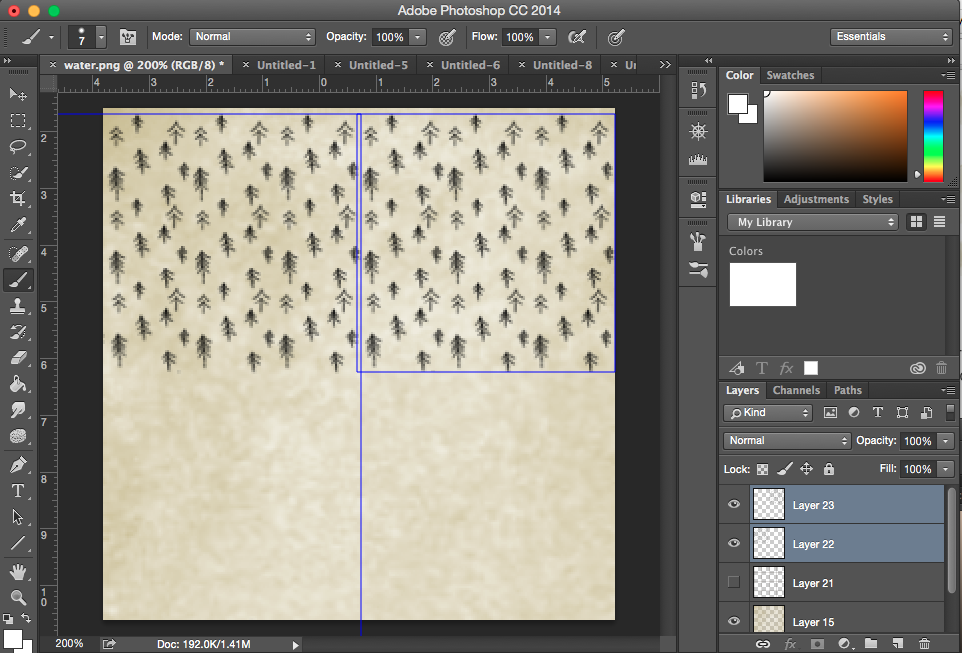 Adobe Photoshop CC 2014
7 Mode: Normal Opacity: 100% Flow: 100% Essentials
× water.png @ 200% (RGB/8) * × Untitled-1 × Untitled-5 × Untitled-6 × Untitled-8 × Un >>
4 3 2 1 0 1 2 3 4 5
2
3
4
5
6
7
8
9
1
0
Color Swatches
Libraries Adjustments Styles
My Library
Colors
T fx
Layers Channels Paths
Kind T
Normal Opacity: 100%
Lock: Fill: 100%
Layer 23
Layer 22
Layer 21
Layer 15
fx
200% Doc: 192.0K/1.41M